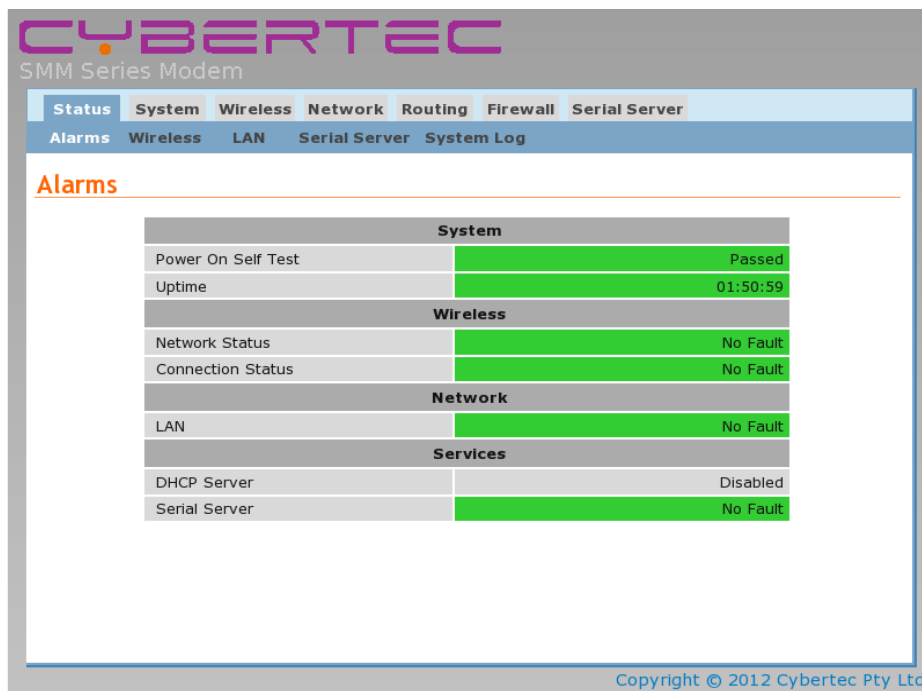 CYBERTEC
SMM Series Modem
Status System Wireless Network Routing Firewall Serial Server
Alarms Wireless LAN Serial Server System Log
Alarms
System
Power On Self Test Passed
Uptime 01:50:59
Wireless
Network Status No Fault
Connection Status No Fault
Network
LAN No Fault
Services
DHCP Server Disabled
Serial Server No Fault
Copyright © 2012 Cybertec Pty Ltd